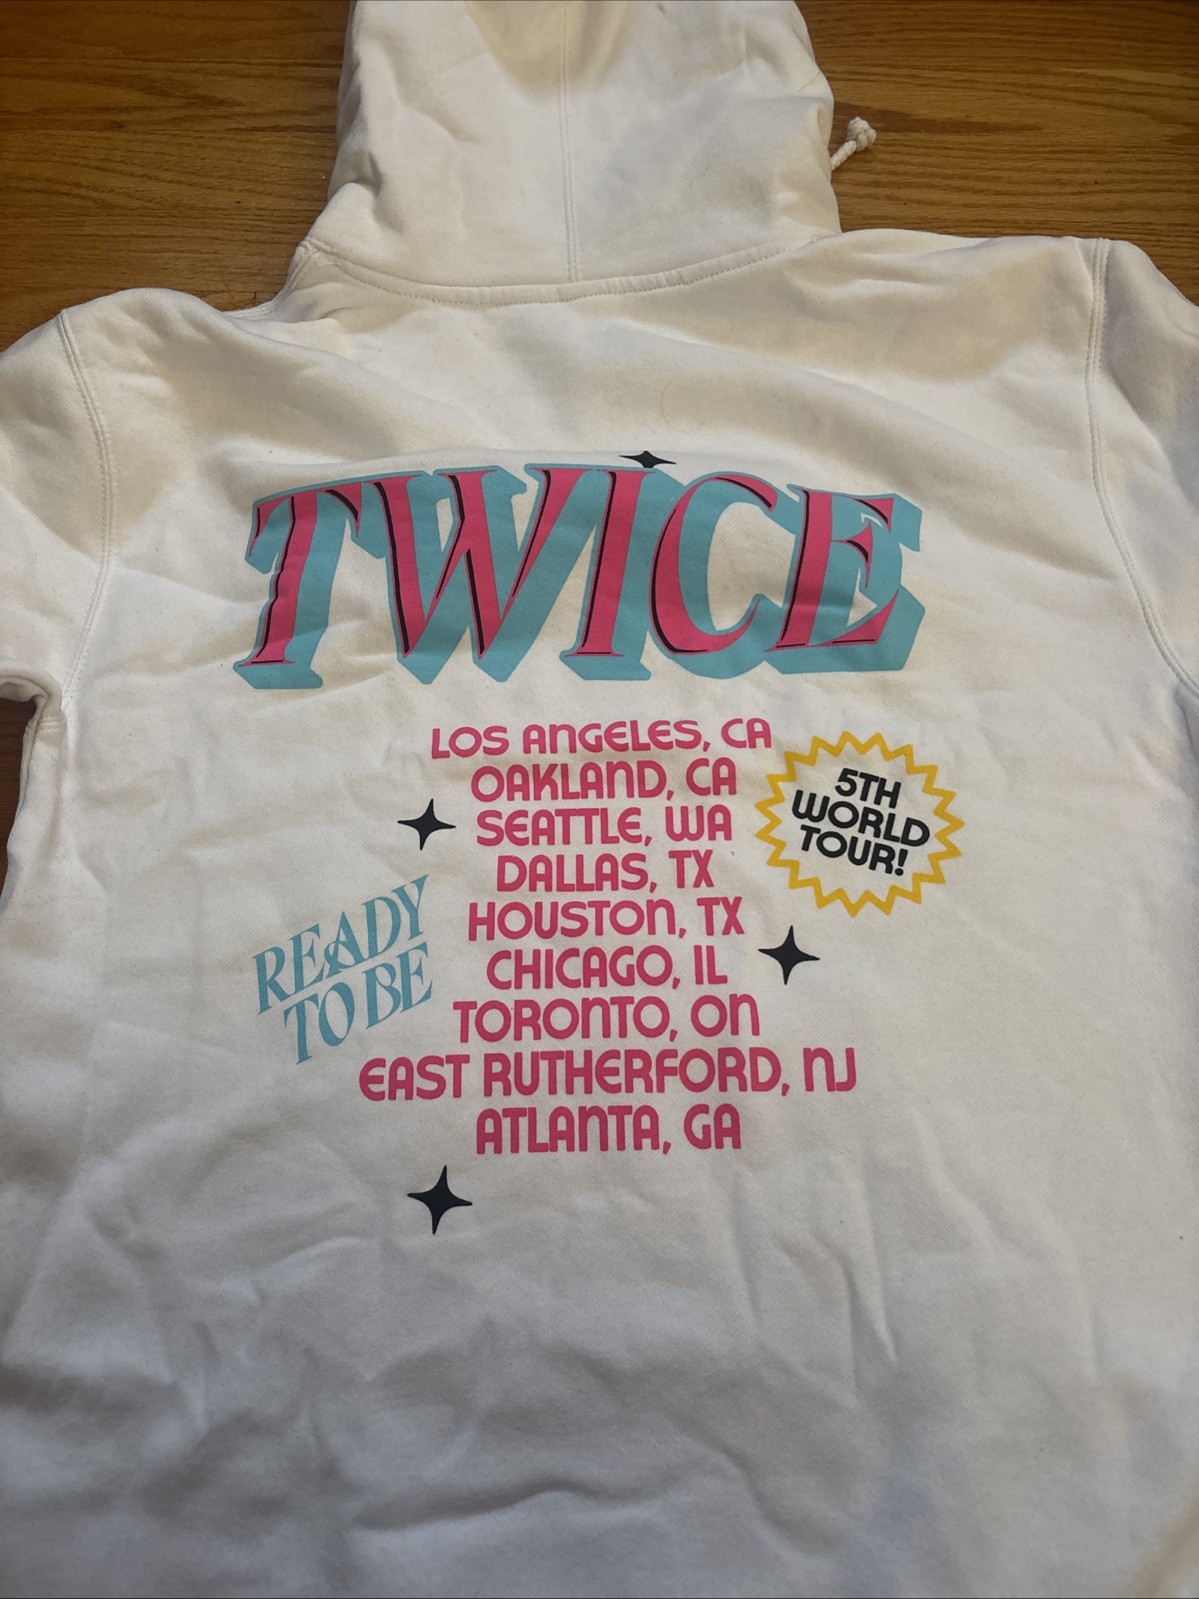 TWICE
LOS ANGELES, CA
OAKLAND, CA
SEATTLE, WA
DALLAS, TX
HOUSTON, TX
CHICAGO, IL
TORONTO, ON
EAST RUTHERFORD, NJ
ATLANTA, GA
5TH
WORLD
TOUR!
READY
TO BE